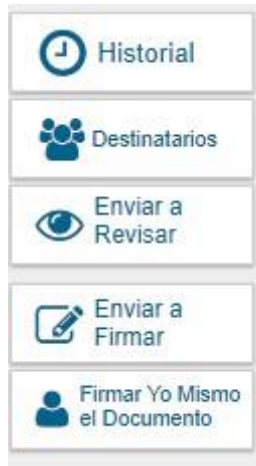 Historial
Destinatarios
Enviar a
Revisar
Enviar a
Firmar
Firmar Yo Mismo
el Documento